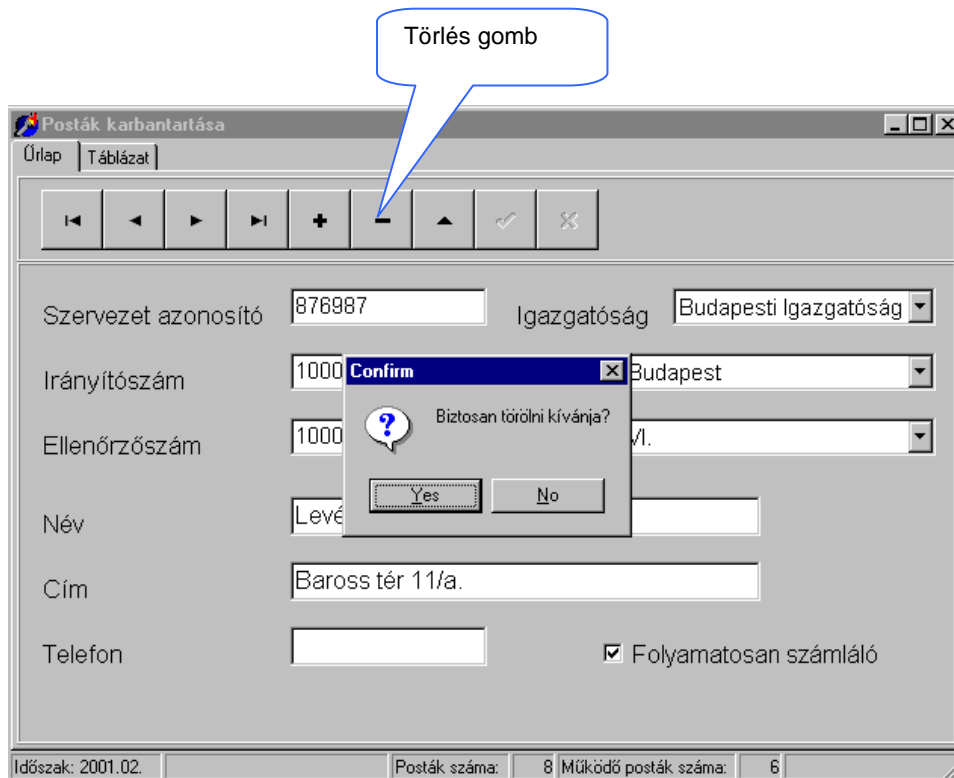 Törlés gomb
Posták karbantartása
Űrlap Táblázat
Szervezet azonosító 876987 Igazgatóság Budapesti Igazgatóság
Irányítószám 1000 Budapest
Confirm
Biztosan törölni kívánja?
Yes No
Ellenőrzőszám 1000 VI.
Név Levé
Cím Baross tér 11/a.
Telefon Folyamatosan számláló
Időszak: 2001.02. Posták száma: 8 Működő posták száma: 6